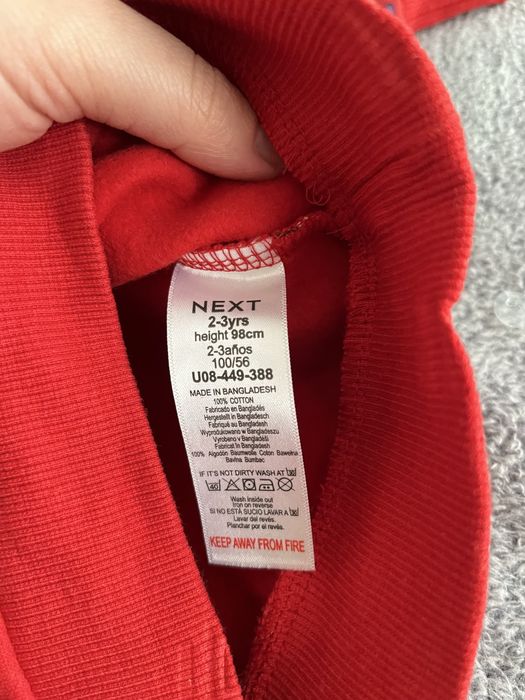 NEXT
2-3yrs
height 98cm
2-3años
100/56
U08-449-388
MADE IN BANGLADESH
100% COTTON
Fabricado en Bangladés
Hergestellt in Bangladesch
Fabriqué au Bangladesh
Wyprodukowano w Bangladeszu
Vyrobeno v Bangladéši
Fabricat în Bangladesh
100% Algodón Baumwolle Coton Bawełna
Bavlna Bumbac
IF IT'S NOT DIRTY WASH AT 30
40
Wash inside out
Iron on reverse
SI NO ESTÁ SUCIO LAVAR A 30
Lavar del revés.
Planchar por el revés.
KEEP AWAY FROM FIRE